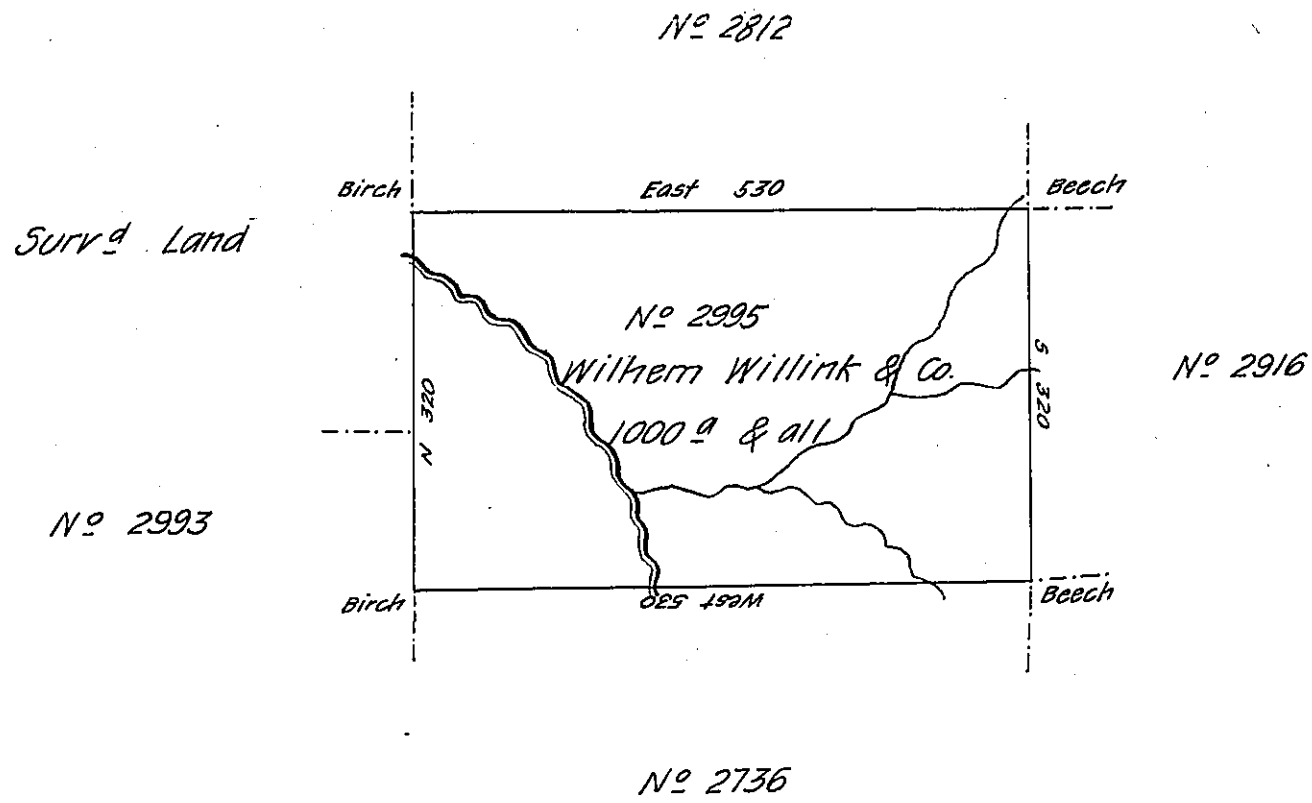 Nº 2812
Birch
East 530
Beech
Survᵈ Land
Nº 2995
Wilhem Willink & Co.
1000ᵃ & all
N 320
S 320
Nº 2916
Nº 2993
Birch
West 530
Beech
Nº 2736